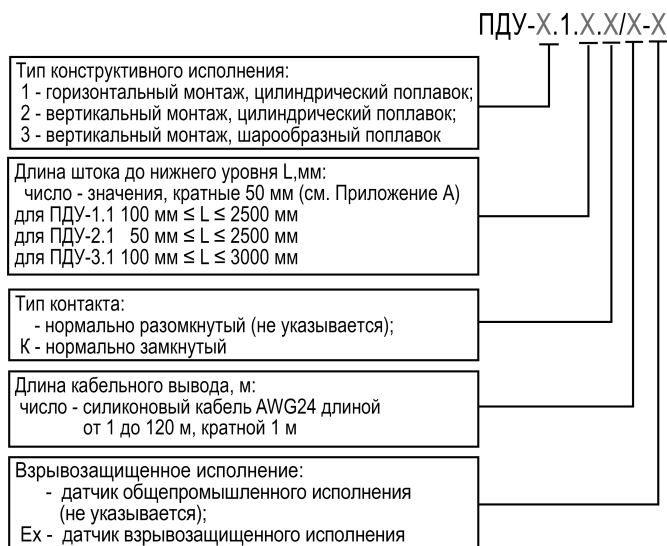 ПДУ-Х.1.Х.Х/Х-Х
Тип конструктивного исполнения:
1 - горизонтальный монтаж, цилиндрический поплавок;
2 - вертикальный монтаж, цилиндрический поплавок;
3 - вертикальный монтаж, шарообразный поплавок
Длина штока до нижнего уровня L,мм:
число - значения, кратные 50 мм (см. Приложение А)
для ПДУ-1.1 100 мм ≤ L ≤ 2500 мм
для ПДУ-2.1 50 мм ≤ L ≤ 2500 мм
для ПДУ-3.1 100 мм ≤ L ≤ 3000 мм
Тип контакта:
- нормально разомкнутый (не указывается);
К - нормально замкнутый
Длина кабельного вывода, м:
число - силиконовый кабель AWG24 длиной
от 1 до 120 м, кратной 1 м
Взрывозащищенное исполнение:
- датчик общепромышленного исполнения
(не указывается);
Ex - датчик взрывозащищенного исполнения